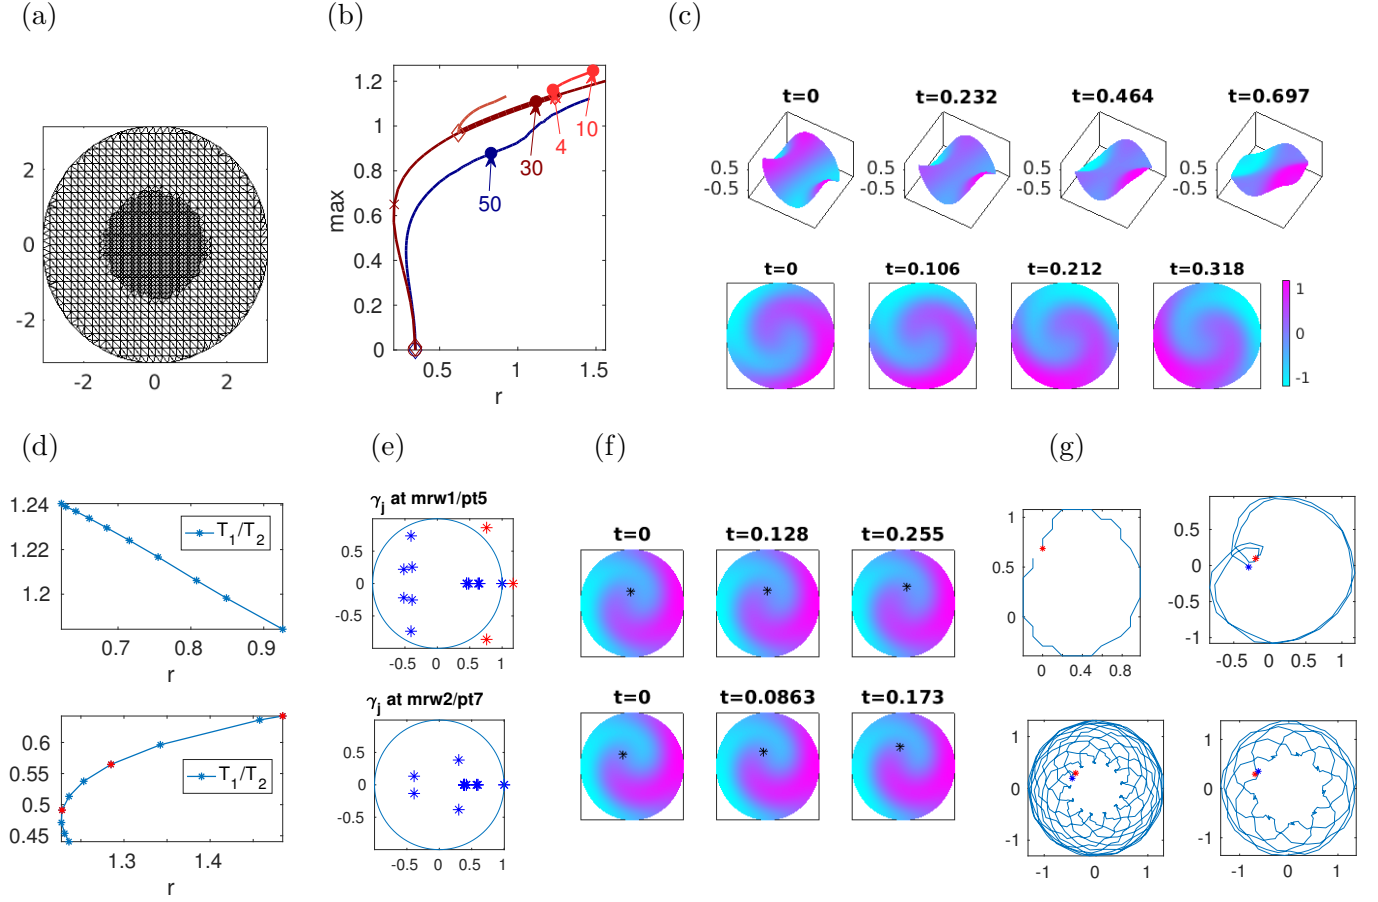 (a)
2
0
-2
-2 0 2
(b)
1.2
1
0.8
0.6
0.4
0.2
0
max
50
30
4
10
0.5 1 1.5
r
(c)
t=0 t=0.232 t=0.464 t=0.697
0.5 0.5 0.5 0.5
-0.5 -0.5 -0.5 -0.5
t=0 t=0.106 t=0.212 t=0.318
1
0
-1
(d)
1.24
1.22
1.2
T1/T2
0.7 0.8 0.9
r
0.6
0.55
0.5
0.45
T1/T2
1.3 1.4
r
(e)
γj at mrw1/pt5
0.5
0
-0.5
-0.5 0 0.5 1
γj at mrw2/pt7
0.5
0
-0.5
-0.5 0 0.5 1
(f)
t=0 t=0.128 t=0.255
t=0 t=0.0863 t=0.173
(g)
1
0.5
0
0 0.4 0.8
1
0.5
0
-0.5
-1
-0.5 0 0.5 1
1
0
-1
-1 0 1
1
0
-1
-1 0 1